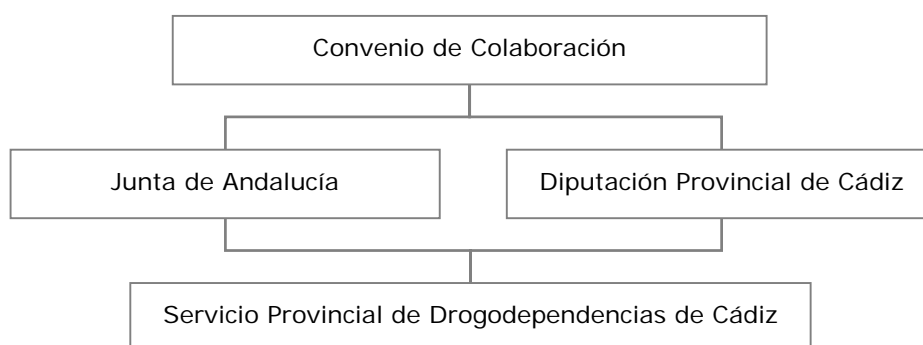 Convenio de Colaboración
Junta de Andalucía
Diputación Provincial de Cádiz
Servicio Provincial de Drogodependencias de Cádiz